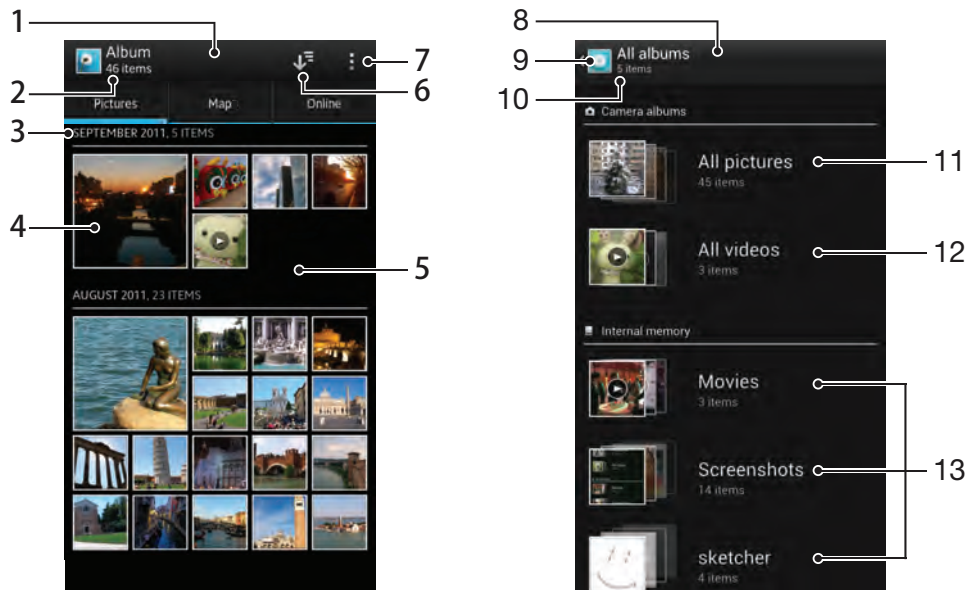 1
Album
46 items
2
7
6
Pictures Map Online
3
SEPTEMBER 2011, 5 ITEMS
4
5
AUGUST 2011, 23 ITEMS
8
9
All albums
5 items
10
Camera albums
All pictures
45 items
11
All videos
3 items
12
Internal memory
Movies
3 items
Screenshots
14 items
13
sketcher
4 items